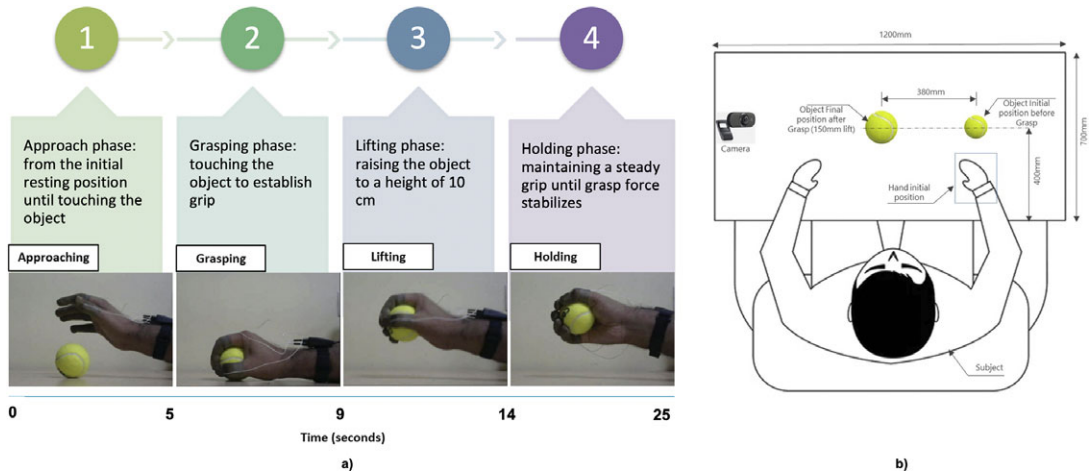 1
2
3
4
Approach phase:
from the initial
resting position
until touching the
object
Grasping phase:
touching the
object to establish
grip
Lifting phase:
raising the object
to a height of 10
cm
Holding phase:
maintaining a steady
grip until grasp force
stabilizes
Approaching
Grasping
Lifting
Holding
0
5
9
14
25
Time (seconds)
a)
1200mm
380mm
Object Final
position after
Grasp (150mm lift)
Object Initial
position before
Grasp
Camera
700mm
400mm
Hand initial
position
Subject
b)